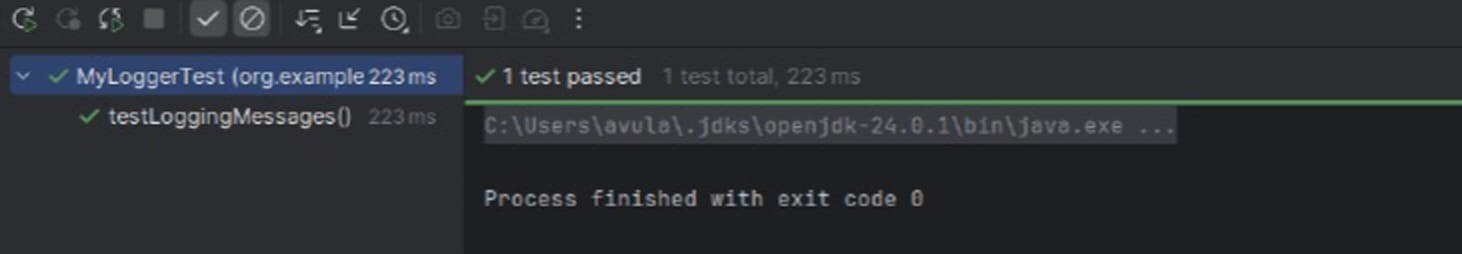 MyLoggerTest (org.example 223 ms
testLoggingMessages() 223 ms
1 test passed 1 test total, 223 ms
C:\Users\avula\.jdks\openjdk-24.0.1\bin\java.exe ...
Process finished with exit code 0